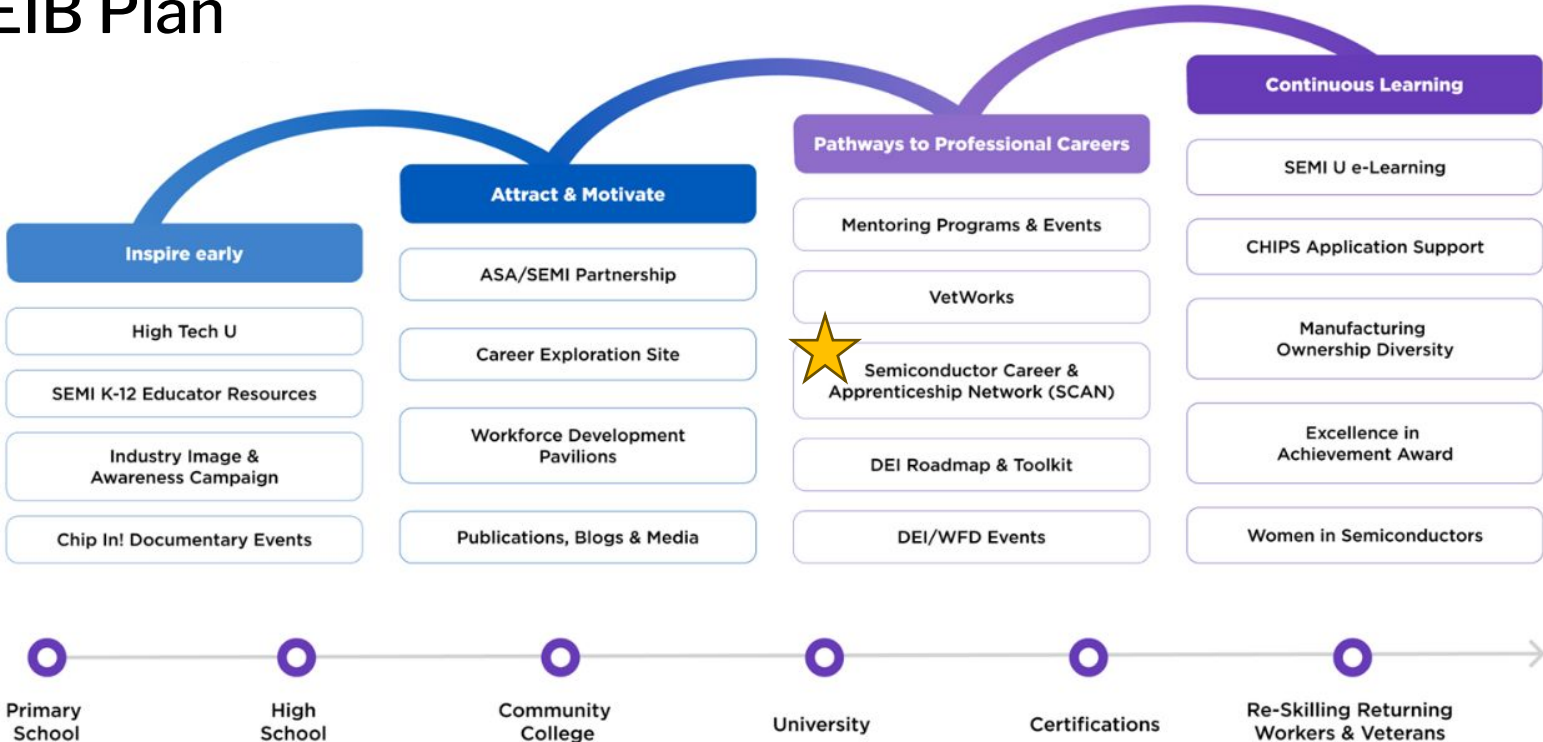 EIB Plan
Inspire early
High Tech U
SEMI K-12 Educator Resources
Industry Image &
Awareness Campaign
Chip In! Documentary Events
Attract & Motivate
ASA/SEMI Partnership
Career Exploration Site
Workforce Development
Pavilions
Publications, Blogs & Media
Pathways to Professional Careers
Mentoring Programs & Events
VetWorks
Semiconductor Career &
Apprenticeship Network (SCAN)
DEI Roadmap & Toolkit
DEI/WFD Events
Continuous Learning
SEMI U e-Learning
CHIPS Application Support
Manufacturing
Ownership Diversity
Excellence in
Achievement Award
Women in Semiconductors
Primary
School
High
School
Community
College
University
Certifications
Re-Skilling Returning
Workers & Veterans